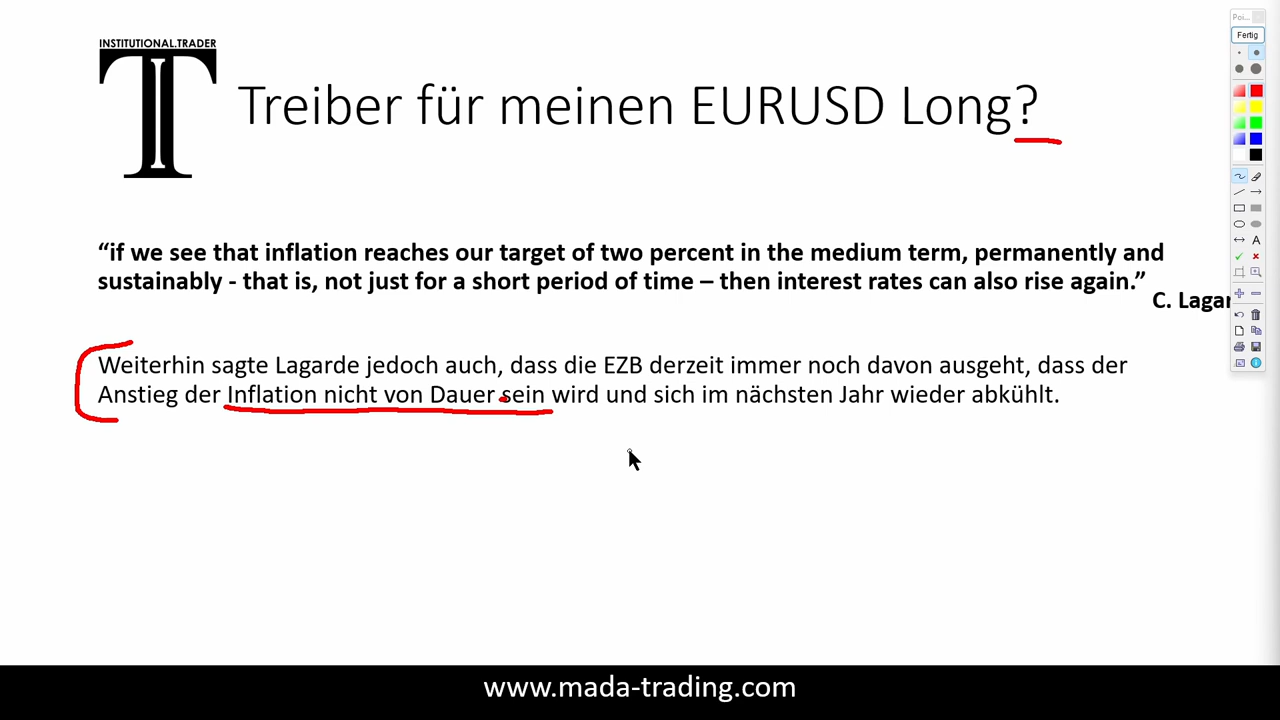 INSTITUTIONAL.TRADER
Treiber für meinen EURUSD Long?
“if we see that inflation reaches our target of two percent in the medium term, permanently and
sustainably - that is, not just for a short period of time – then interest rates can also rise again.”
C. Lagar
Weiterhin sagte Lagarde jedoch auch, dass die EZB derzeit immer noch davon ausgeht, dass der
Anstieg der Inflation nicht von Dauer sein wird und sich im nächsten Jahr wieder abkühlt.
Poi...
Fertig
A
www.mada-trading.com